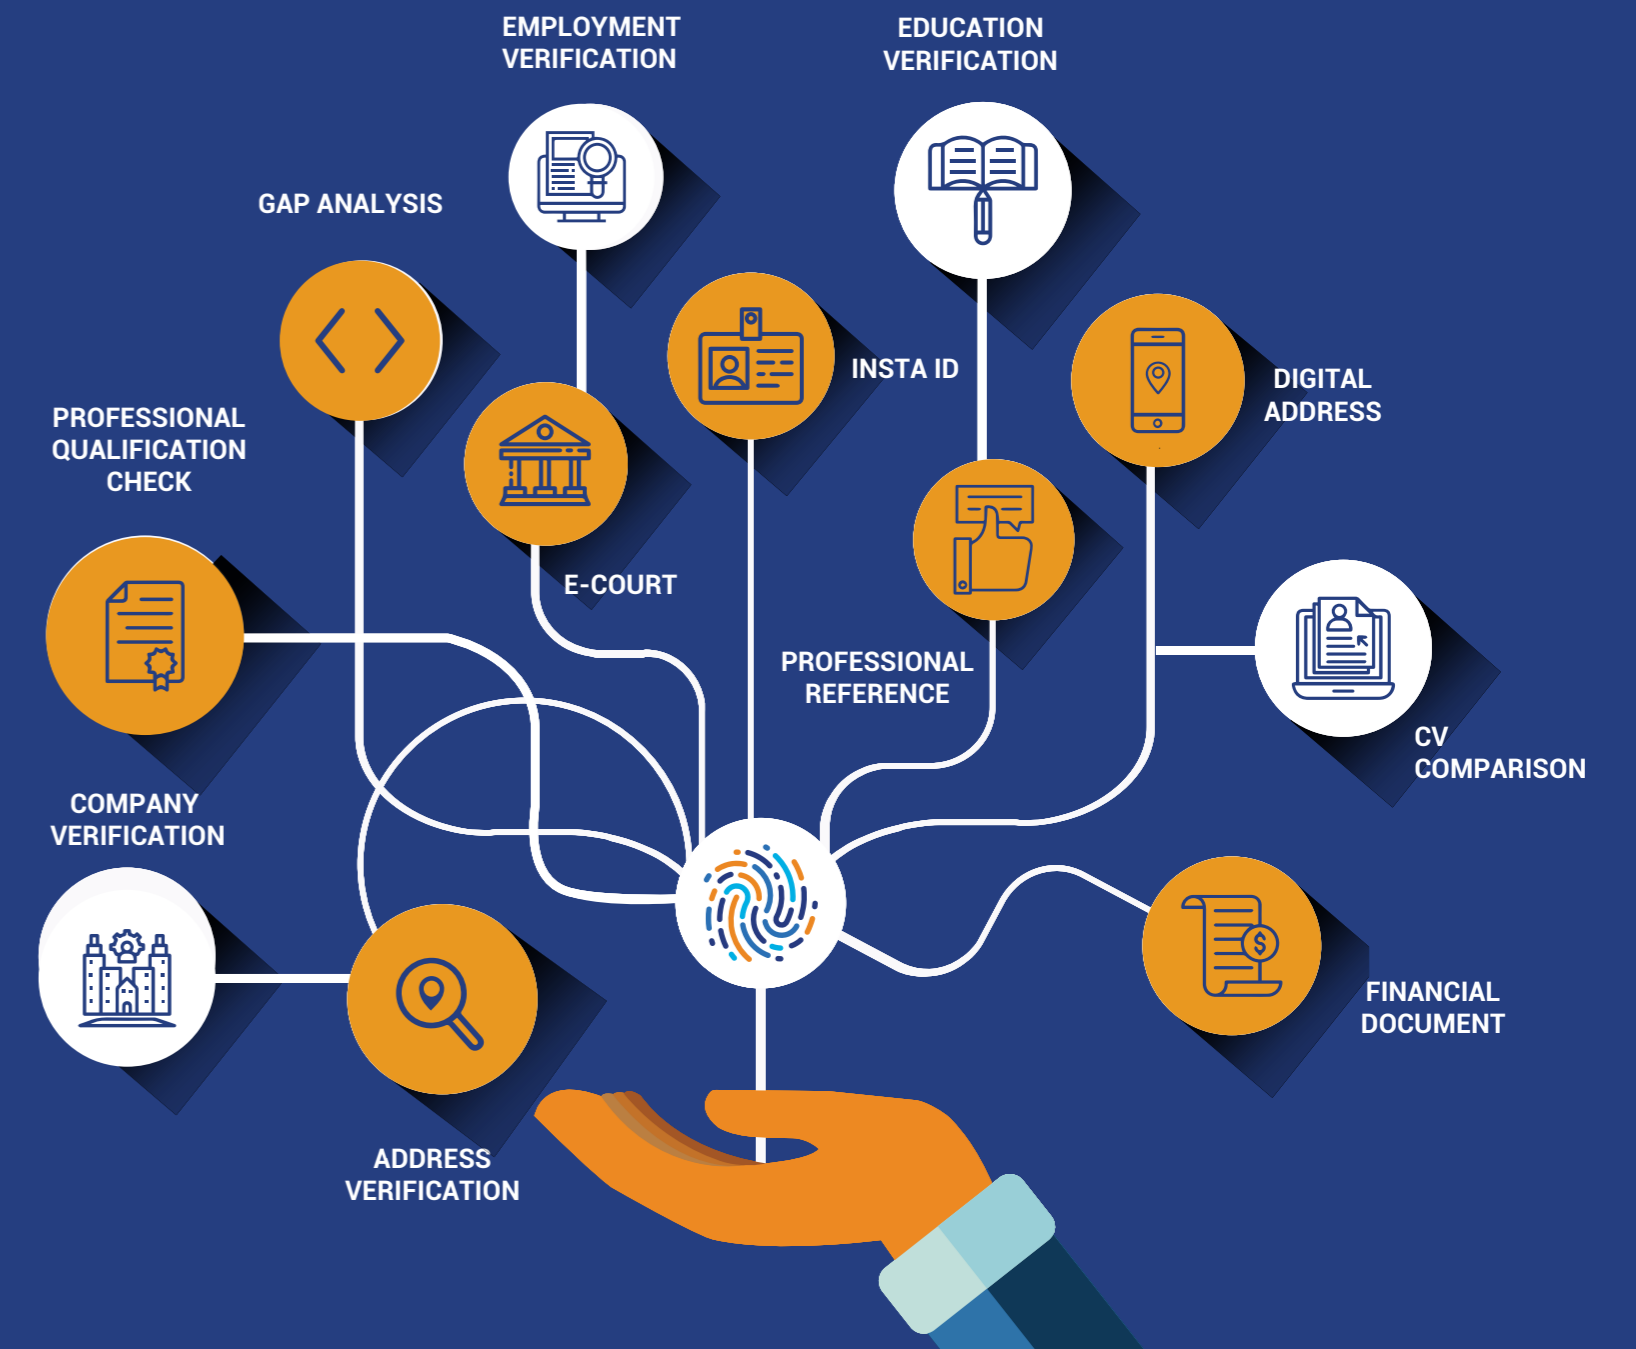 EMPLOYMENT
VERIFICATION
EDUCATION
VERIFICATION
GAP ANALYSIS
INSTA ID
DIGITAL
ADDRESS
PROFESSIONAL
QUALIFICATION
CHECK
E-COURT
PROFESSIONAL
REFERENCE
CV
COMPARISON
COMPANY
VERIFICATION
$
FINANCIAL
DOCUMENT
ADDRESS
VERIFICATION